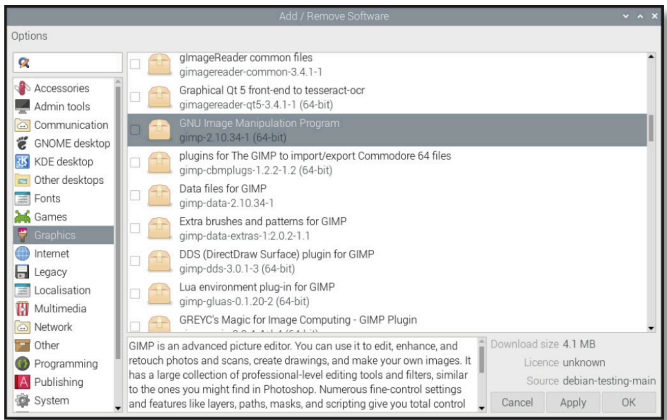 Add / Remove Software
Options
Accessories
Admin tools
Communication
GNOME desktop
KDE desktop
Other desktops
Fonts
Games
Graphics
Internet
Legacy
Localisation
Multimedia
Network
Other
Programming
Publishing
System
gImageReader common files
gimagereader-common-3.4.1-1
Graphical Qt 5 front-end to tesseract-ocr
gimagereader-qt5-3.4.1-1 (64-bit)
GNU Image Manipulation Program
gimp-2.10.34-1 (64-bit)
plugins for The GIMP to import/export Commodore 64 files
gimp-cbmplugs-1.2.2-1.2 (64-bit)
Data files for GIMP
gimp-data-2.10.34-1
Extra brushes and patterns for GIMP
gimp-data-extras-1:2.0.2-1.1
DDS (DirectDraw Surface) plugin for GIMP
gimp-dds-3.0.1-3 (64-bit)
Lua environment plug-in for GIMP
gimp-gluas-0.1.20-2 (64-bit)
GREYC's Magic for Image Computing - GIMP Plugin
GIMP is an advanced picture editor. You can use it to edit, enhance, and
retouch photos and scans, create drawings, and make your own images. It
has a large collection of professional-level editing tools and filters, similar
to the ones you might find in Photoshop. Numerous fine-control settings
and features like layers, paths, masks, and scripting give you total control
Download size 4.1 MB
Licence unknown
Source debian-testing-main
Cancel
Apply
OK